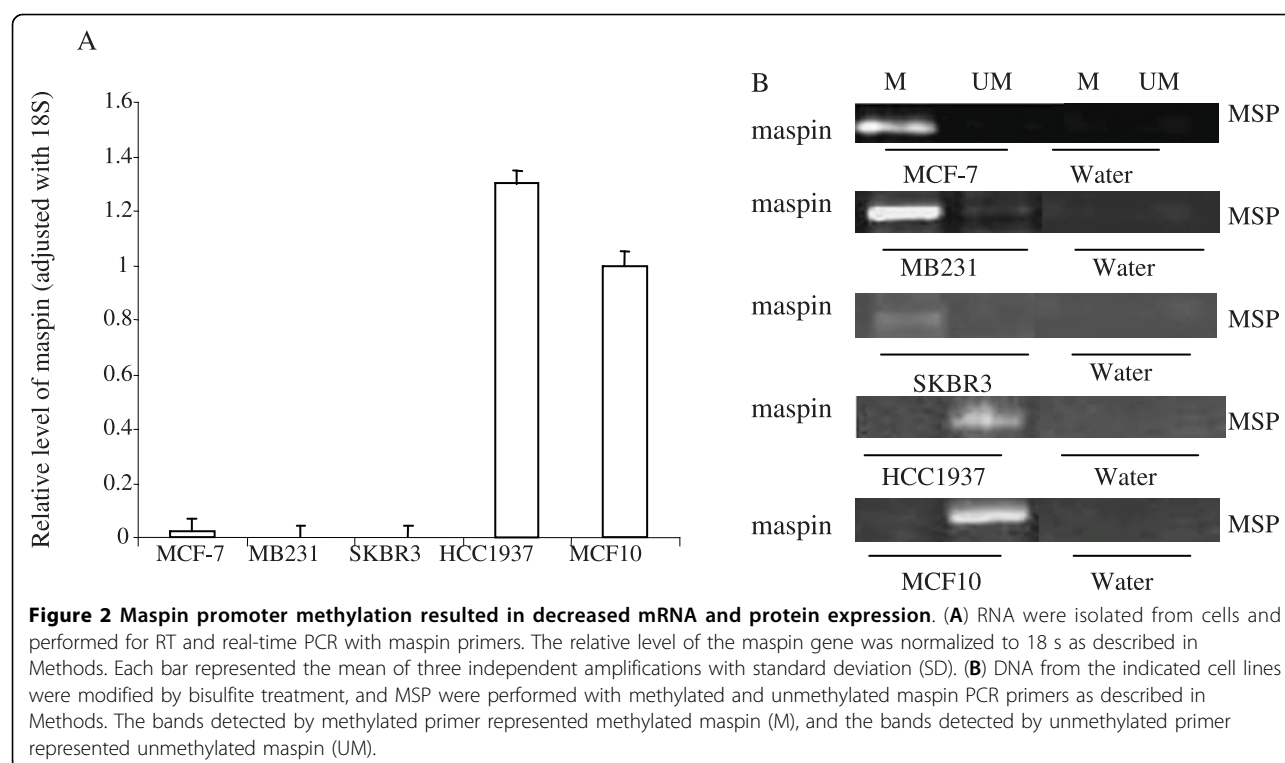 A
Relative level of maspin (adjusted with 18S)
1.6
1.4
1.2
1
0.8
0.6
0.4
0.2
0
MCF-7 MB231 SKBR3 HCC1937 MCF10
B
M UM M UM
maspin MSP
MCF-7 Water
maspin MSP
MB231 Water
maspin MSP
SKBR3 Water
maspin MSP
HCC1937 Water
maspin MSP
MCF10 Water
Figure 2 Maspin promoter methylation resulted in decreased mRNA and protein expression. (A) RNA were isolated from cells and
performed for RT and real-time PCR with maspin primers. The relative level of the maspin gene was normalized to 18 s as described in
Methods. Each bar represented the mean of three independent amplifications with standard deviation (SD). (B) DNA from the indicated cell lines
were modified by bisulfite treatment, and MSP were performed with methylated and unmethylated maspin PCR primers as described in
Methods. The bands detected by methylated primer represented methylated maspin (M), and the bands detected by unmethylated primer
represented unmethylated maspin (UM).